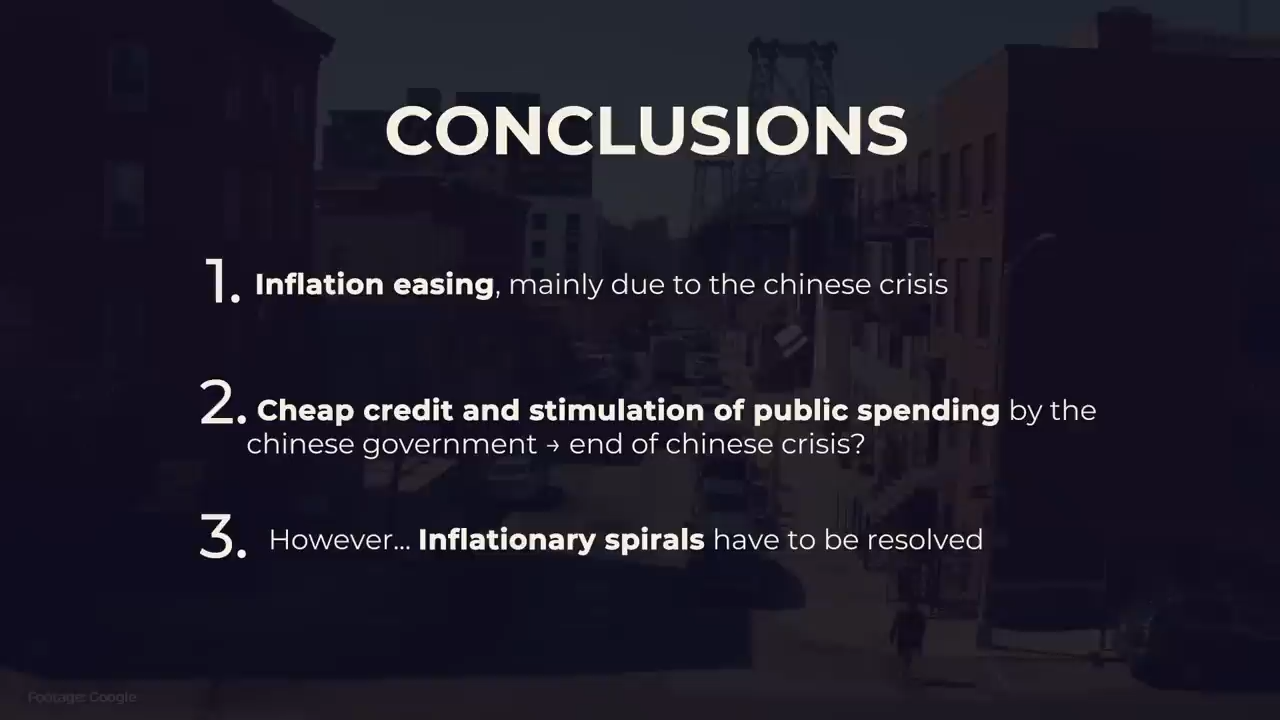 CONCLUSIONS
1. Inflation easing, mainly due to the chinese crisis
2. Cheap credit and stimulation of public spending by the
chinese government → end of chinese crisis?
3. However... Inflationary spirals have to be resolved
Footage: Google